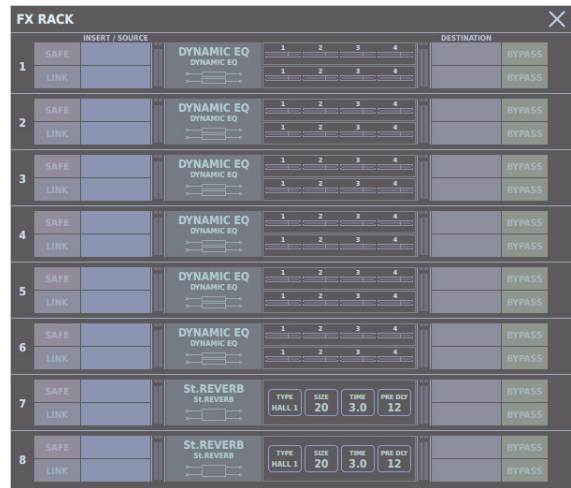 FX RACK
INSERT / SOURCE DESTINATION
1 SAFE DYNAMIC EQ 1 2 3 4 BYPASS
DYNAMIC EQ
LINK 1 2 3 4 BYPASS
2 SAFE DYNAMIC EQ 1 2 3 4 BYPASS
DYNAMIC EQ
LINK 1 2 3 4 BYPASS
3 SAFE DYNAMIC EQ 1 2 3 4 BYPASS
DYNAMIC EQ
LINK 1 2 3 4 BYPASS
4 SAFE DYNAMIC EQ 1 2 3 4 BYPASS
DYNAMIC EQ
LINK 1 2 3 4 BYPASS
5 SAFE DYNAMIC EQ 1 2 3 4 BYPASS
DYNAMIC EQ
LINK 1 2 3 4 BYPASS
6 SAFE DYNAMIC EQ 1 2 3 4 BYPASS
DYNAMIC EQ
LINK 1 2 3 4 BYPASS
7 SAFE St.REVERB BYPASS
St.REVERB TYPE SIZE TIME PRE DLY
LINK HALL 1 20 3.0 12 BYPASS
8 SAFE St.REVERB BYPASS
St.REVERB TYPE SIZE TIME PRE DLY
LINK HALL 1 20 3.0 12 BYPASS